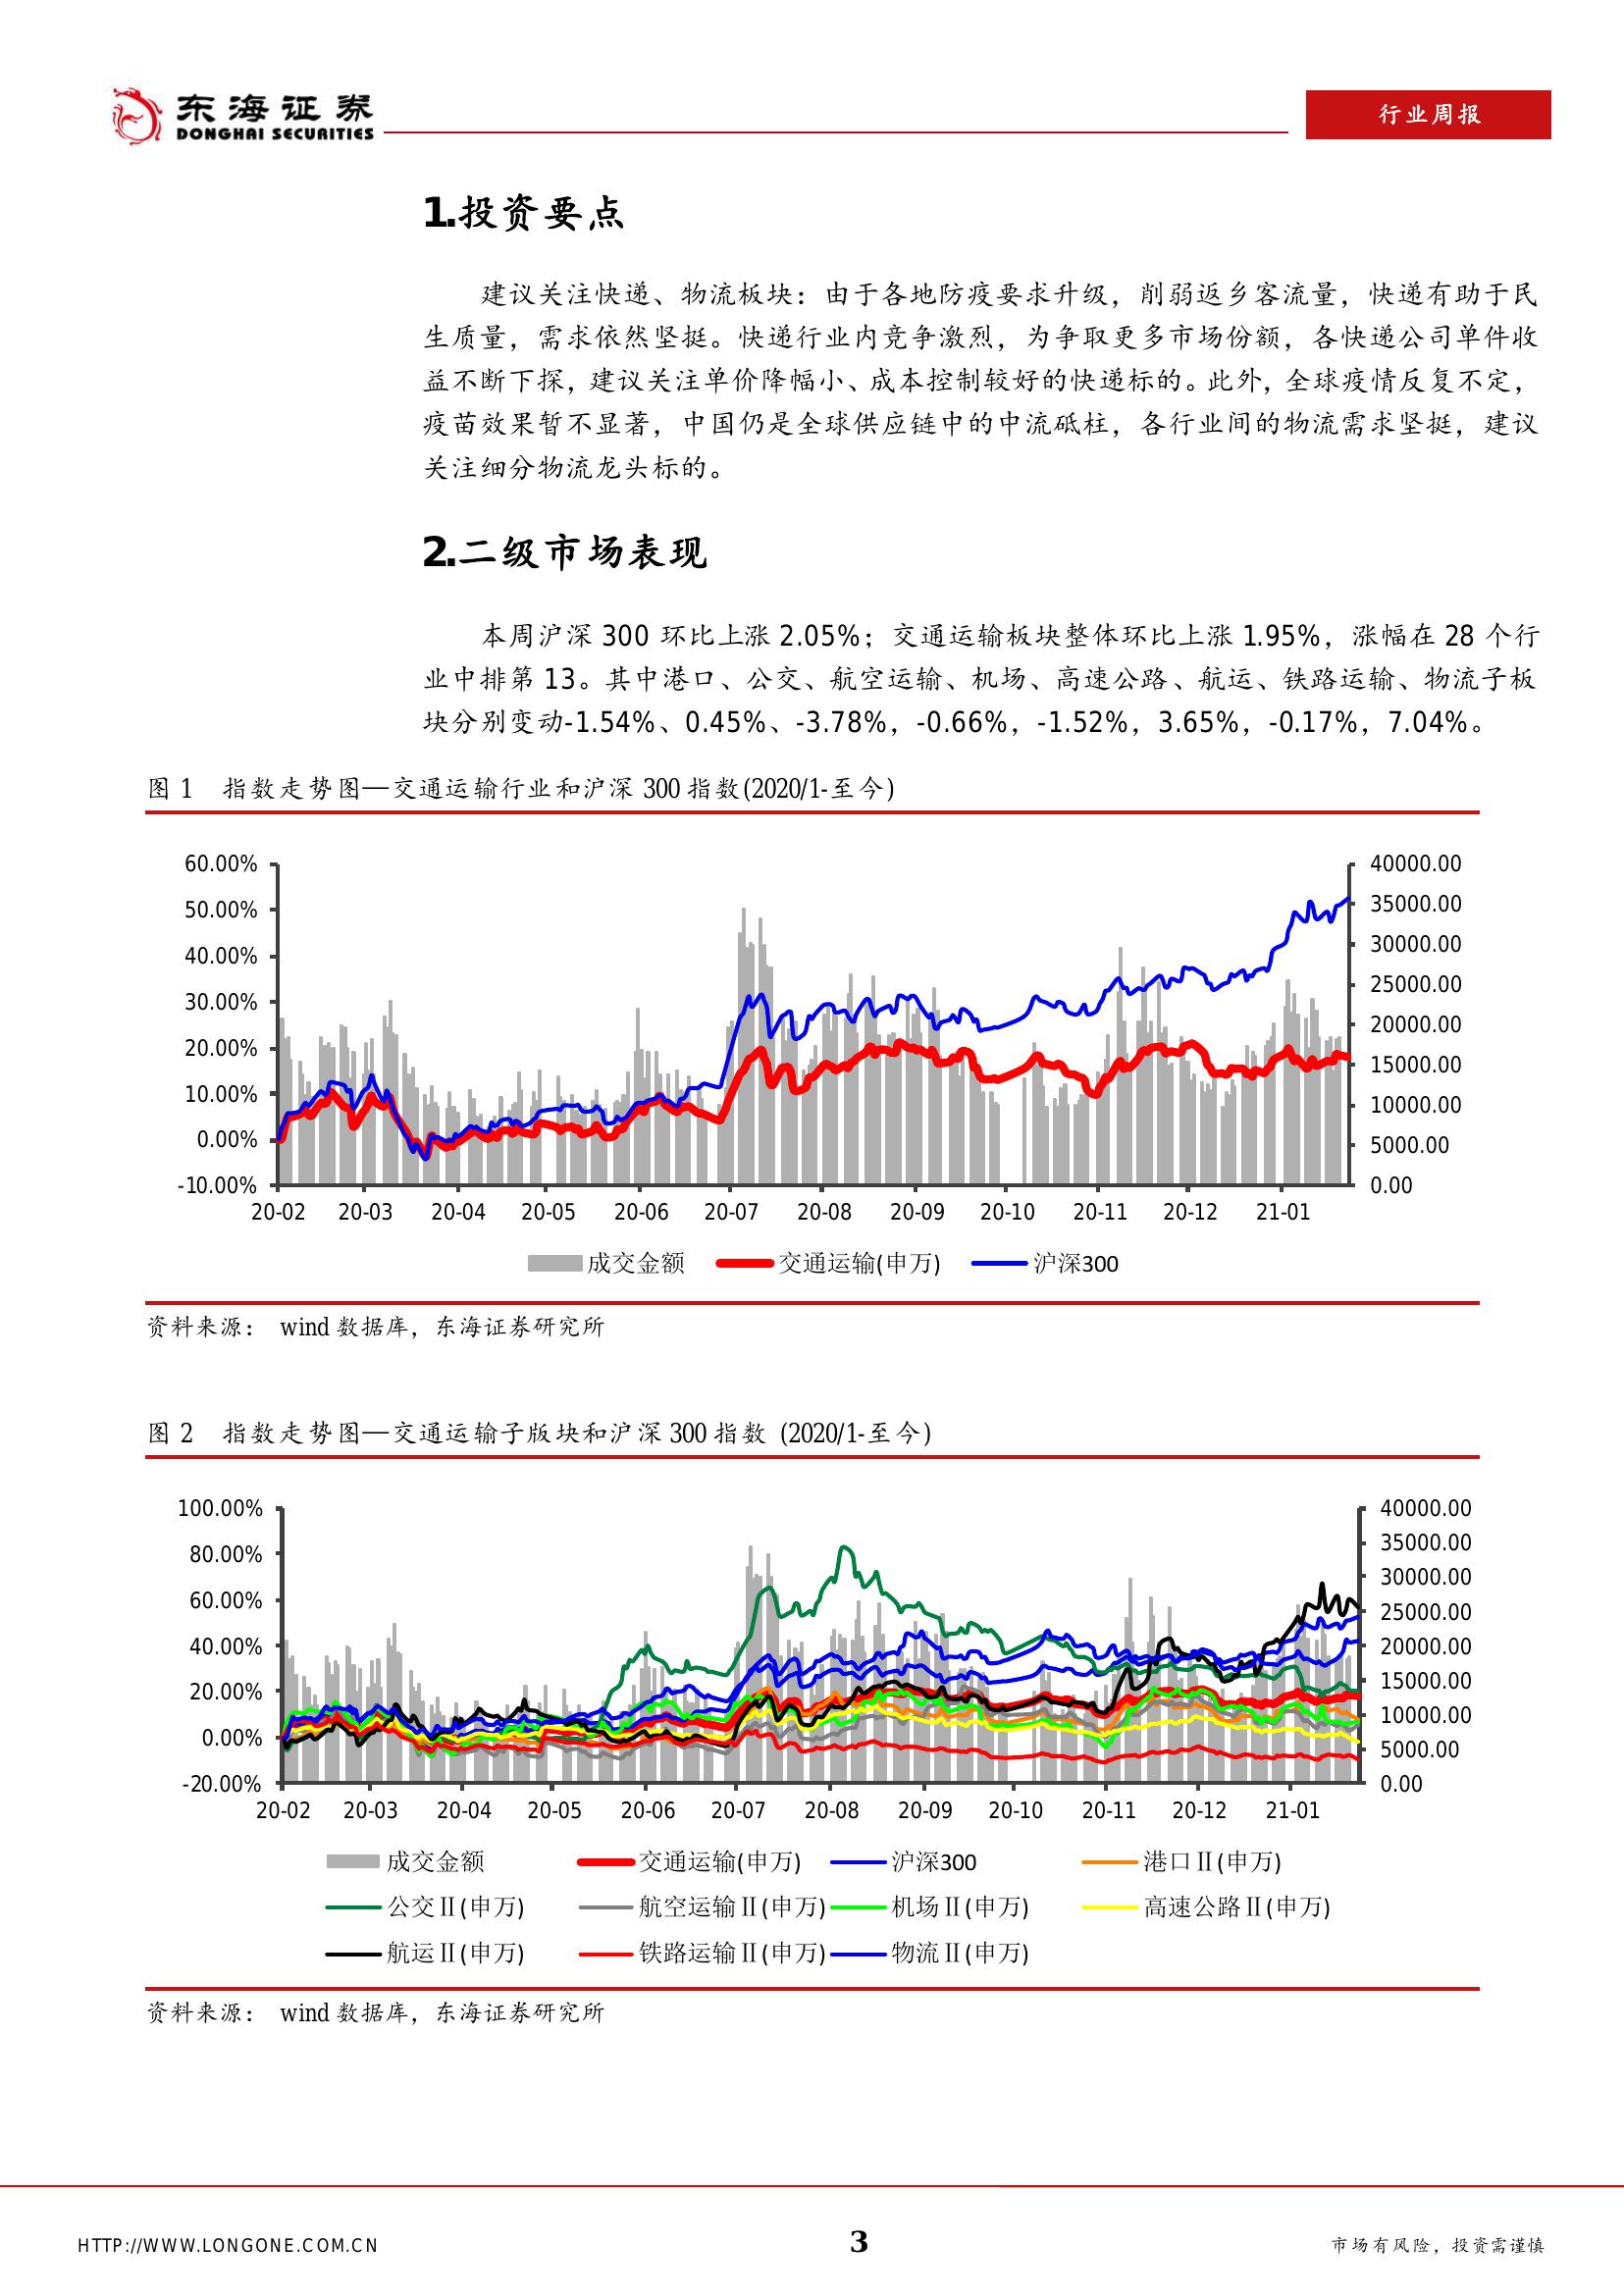 东海证券
DONGHAI SECURITIES
行业周报
1.投资要点
建议关注快递、物流板块：由于各地防疫要求升级，削弱返乡客流量，快递有助于民
生质量，需求依然坚挺。快递行业内竞争激烈，为争取更多市场份额，各快递公司单件收
益不断下探，建议关注单价降幅小、成本控制较好的快递标的。此外，全球疫情反复不定，
疫苗效果暂不显著，中国仍是全球供应链中的中流砥柱，各行业间的物流需求坚挺，建议
关注细分物流龙头标的。
2.二级市场表现
本周沪深 300 环比上涨 2.05%；交通运输板块整体环比上涨 1.95%，涨幅在 28 个行
业中排第 13。其中港口、公交、航空运输、机场、高速公路、航运、铁路运输、物流子板
块分别变动-1.54%、0.45%、-3.78%，-0.66%，-1.52%，3.65%，-0.17%，7.04%。
图 1 指数走势图—交通运输行业和沪深 300 指数(2020/1-至今)
60.00%
50.00%
40.00%
30.00%
20.00%
10.00%
0.00%
-10.00%
40000.00
35000.00
30000.00
25000.00
20000.00
15000.00
10000.00
5000.00
0.00
20-02 20-03 20-04 20-05 20-06 20-07 20-08 20-09 20-10 20-11 20-12 21-01
成交金额 交通运输(申万) 沪深300
资料来源： wind 数据库，东海证券研究所
图 2 指数走势图—交通运输子版块和沪深 300 指数 (2020/1-至今)
100.00%
80.00%
60.00%
40.00%
20.00%
0.00%
-20.00%
40000.00
35000.00
30000.00
25000.00
20000.00
15000.00
10000.00
5000.00
0.00
20-02 20-03 20-04 20-05 20-06 20-07 20-08 20-09 20-10 20-11 20-12 21-01
成交金额 交通运输(申万) 沪深300 港口Ⅱ(申万)
公交Ⅱ(申万) 航空运输Ⅱ(申万) 机场Ⅱ(申万) 高速公路Ⅱ(申万)
航运Ⅱ(申万) 铁路运输Ⅱ(申万) 物流Ⅱ(申万)
资料来源： wind 数据库，东海证券研究所
HTTP://WWW.LONGONE.COM.CN
3
市场有风险，投资需谨慎